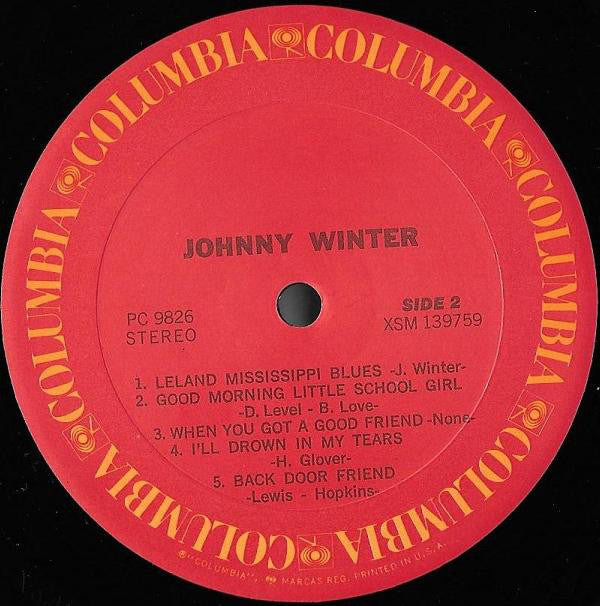 COLUMBIA COLUMBIA COLUMBIA COLUMBIA COLUMBIA COLUMBIA
JOHNNY WINTER
PC 9826
STEREO
SIDE 2
XSM 139759
1. LELAND MISSISSIPPI BLUES -J. Winter-
2. GOOD MORNING LITTLE SCHOOL GIRL
-D. Level - B. Love-
3. WHEN YOU GOT A GOOD FRIEND -None-
4. I'LL DROWN IN MY TEARS
-H. Glover-
5. BACK DOOR FRIEND
-Lewis - Hopkins-
®"COLUMBIA", MARCAS REG. PRINTED IN U.S.A.